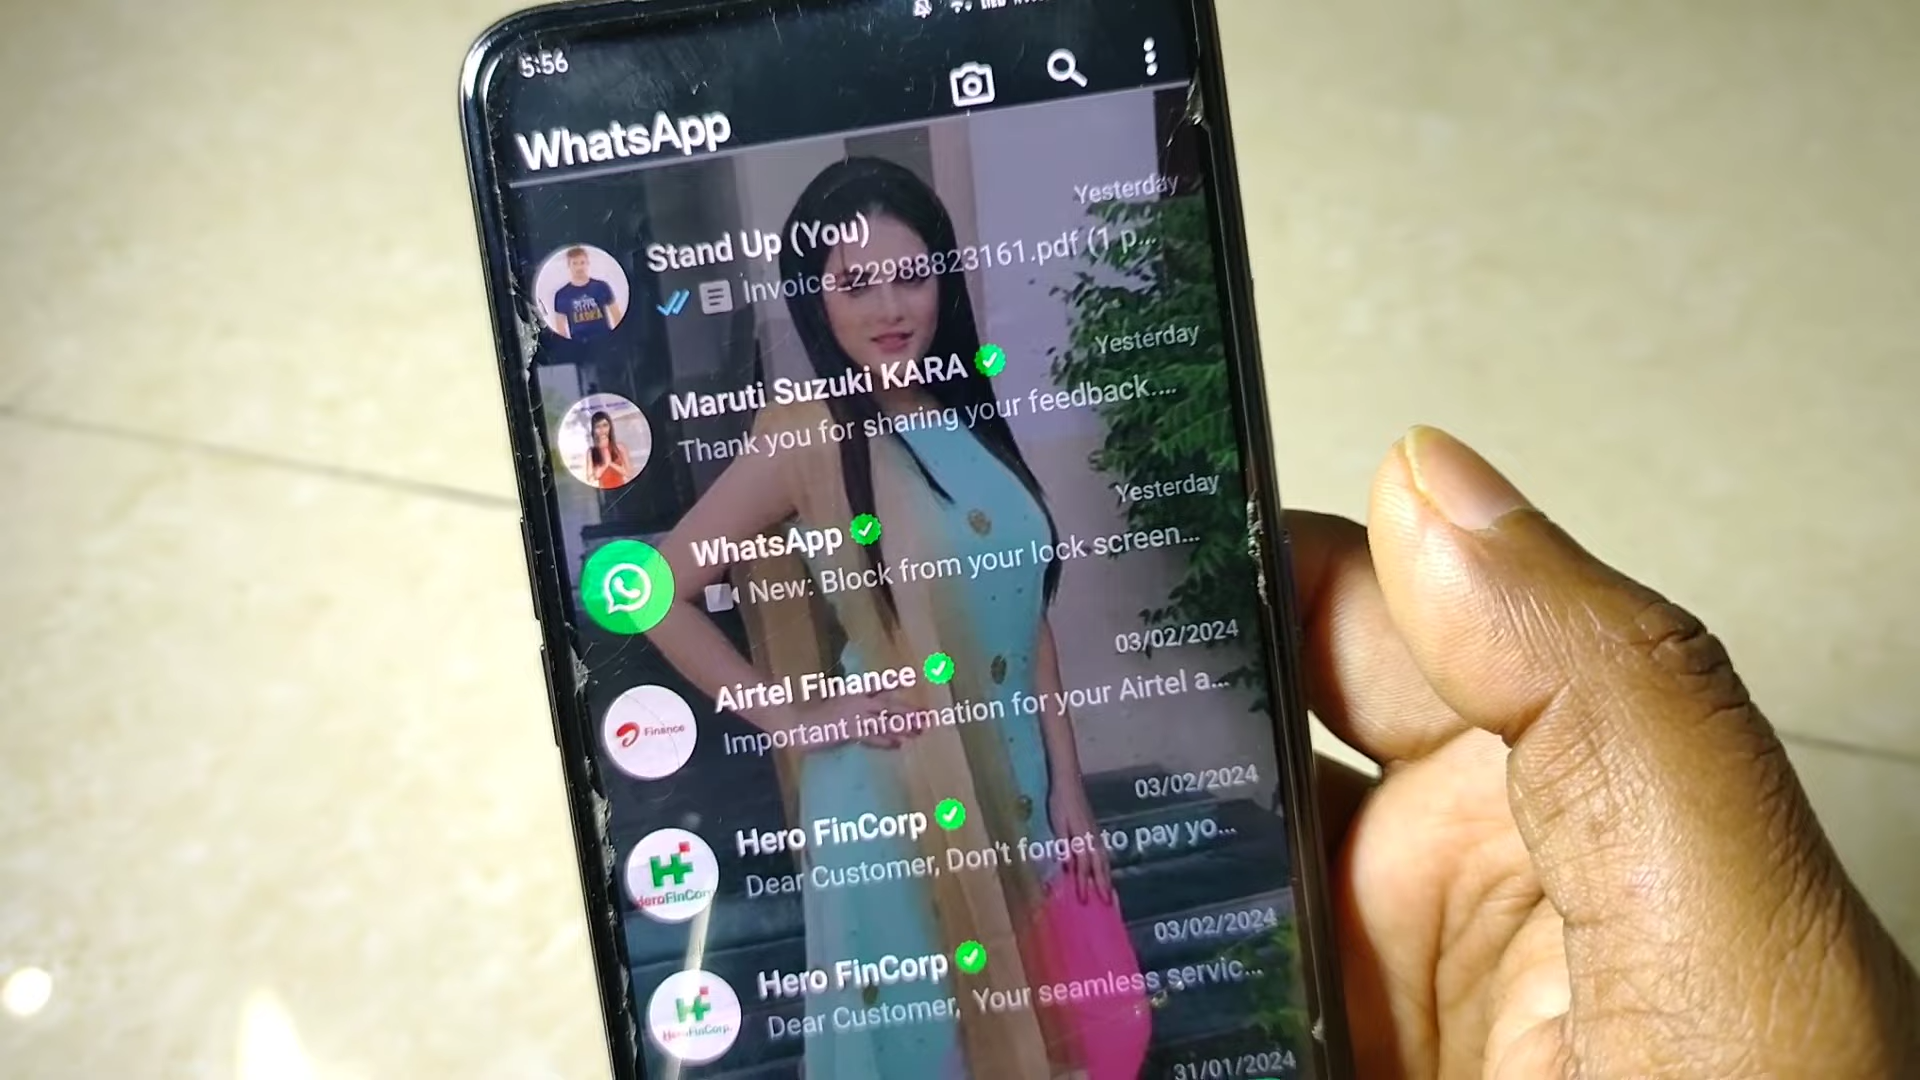 5:56
WhatsApp
Yesterday
Stand Up (You)
Invoice_22988823161.pdf (1 p...
Yesterday
Maruti Suzuki KARA
Thank you for sharing your feedback....
Yesterday
WhatsApp
New: Block from your lock screen...
03/02/2024
Airtel Finance
Important information for your Airtel a...
Finance
03/02/2024
Hero FinCorp
Dear Customer, Don't forget to pay yo...
HeroFinCorp
03/02/2024
Hero FinCorp
Dear Customer, Your seamless servic...
HeroFinCorp.
31/01/2024